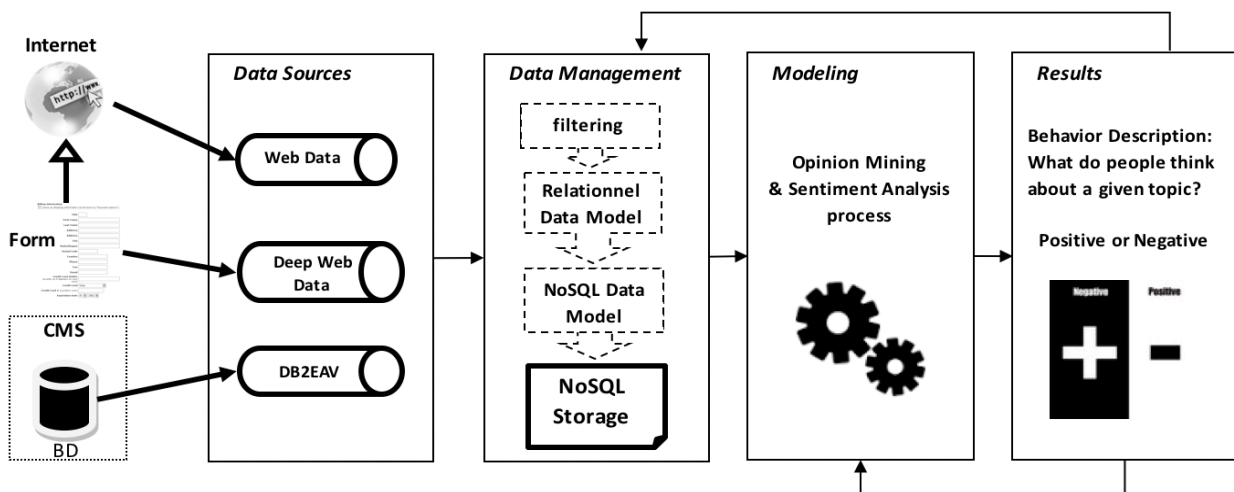 Internet
http://www
Form
CMS
BD
Data Sources
Web Data
Deep Web
Data
DB2EAV
Data Management
filtering
Relationnel
Data Model
NoSQL Data
Model
NoSQL
Storage
Modeling
Opinion Mining
& Sentiment Analysis
process
Results
Behavior Description:
What do people think
about a given topic?
Positive or Negative
Negative
Positive